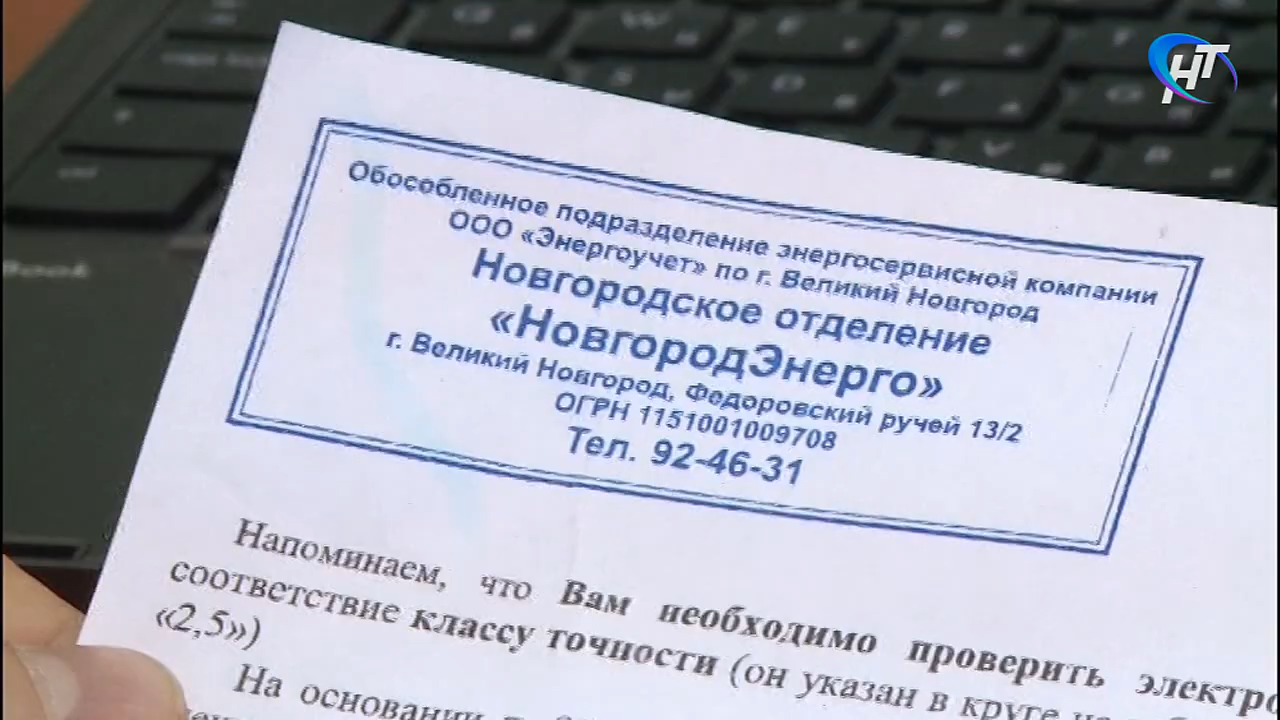 НТ
Обособленное подразделение энергосервисной компании
ООО «Энергоучет» по г. Великий Новгород
Новгородское отделение
«НовгородЭнерго»
г. Великий Новгород, Федоровский ручей 13/2
ОГРН 1151001009708
Тел. 92-46-31
Напоминаем, что Вам необходимо проверить электро
соответствие классу точности (он указан в круге
«2,5»)
На основании п.